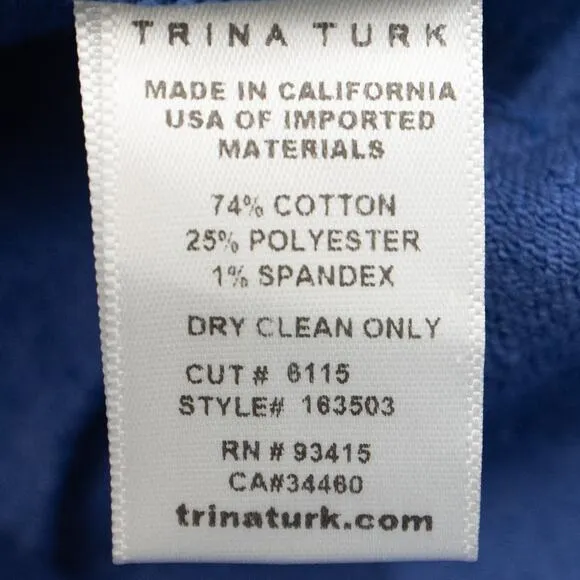 TRINA TURK
MADE IN CALIFORNIA
USA OF IMPORTED
MATERIALS
74% COTTON
25% POLYESTER
1% SPANDEX
DRY CLEAN ONLY
CUT # 6115
STYLE# 163503
RN # 93415
CA#34460
trinaturk.com